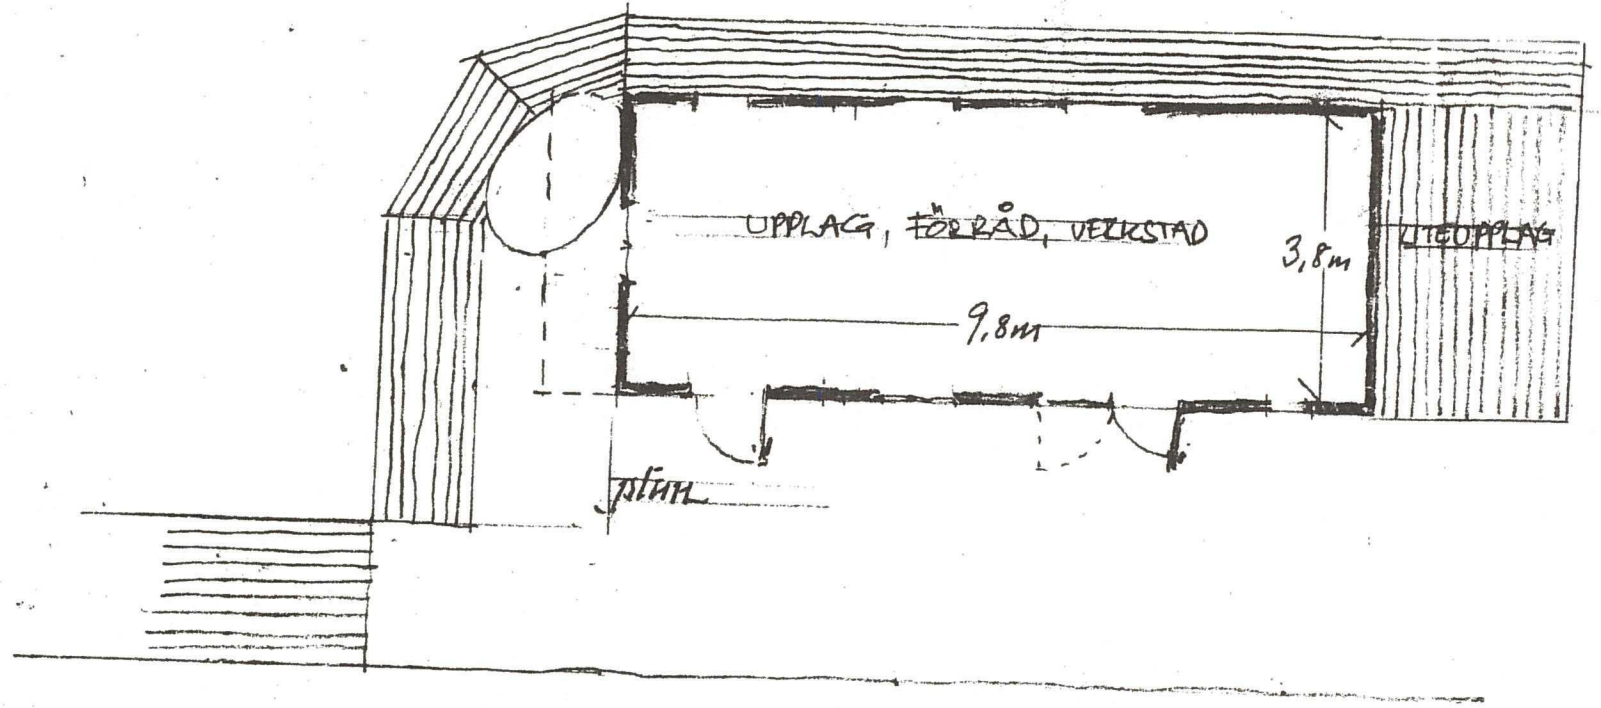 UPPLAG, FÖRRÅD, VERKSTAD
UTEUPPLAG
3,8m
9,8m
plan